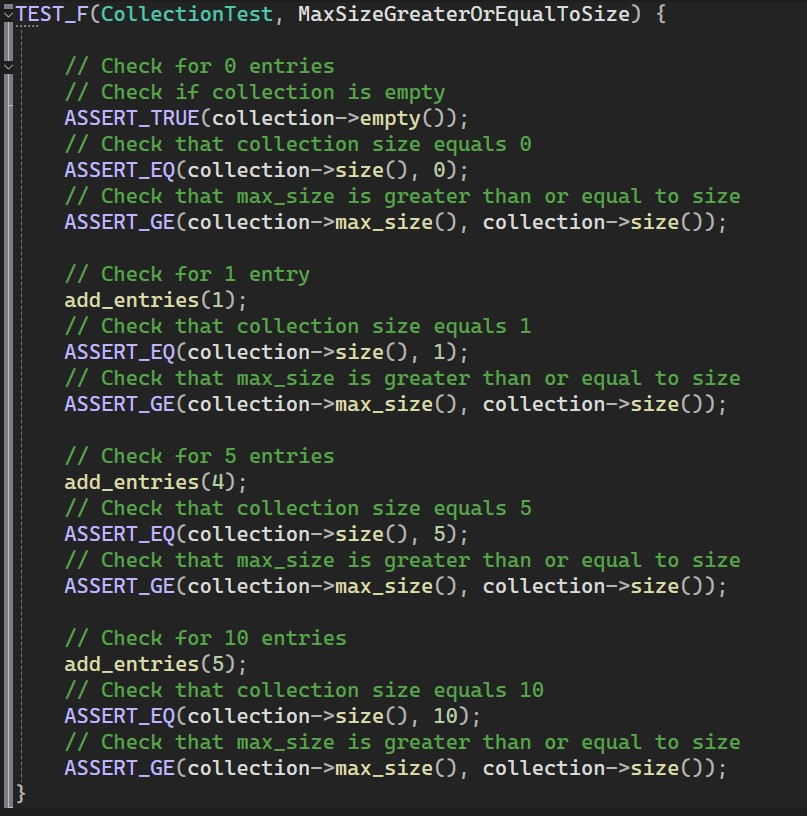 TEST_F(CollectionTest, MaxSizeGreaterOrEqualToSize) {
// Check for 0 entries
// Check if collection is empty
ASSERT_TRUE(collection->empty());
// Check that collection size equals 0
ASSERT_EQ(collection->size(), 0);
// Check that max_size is greater than or equal to size
ASSERT_GE(collection->max_size(), collection->size());
// Check for 1 entry
add_entries(1);
// Check that collection size equals 1
ASSERT_EQ(collection->size(), 1);
// Check that max_size is greater than or equal to size
ASSERT_GE(collection->max_size(), collection->size());
// Check for 5 entries
add_entries(4);
// Check that collection size equals 5
ASSERT_EQ(collection->size(), 5);
// Check that max_size is greater than or equal to size
ASSERT_GE(collection->max_size(), collection->size());
// Check for 10 entries
add_entries(5);
// Check that collection size equals 10
ASSERT_EQ(collection->size(), 10);
// Check that max_size is greater than or equal to size
ASSERT_GE(collection->max_size(), collection->size());
}